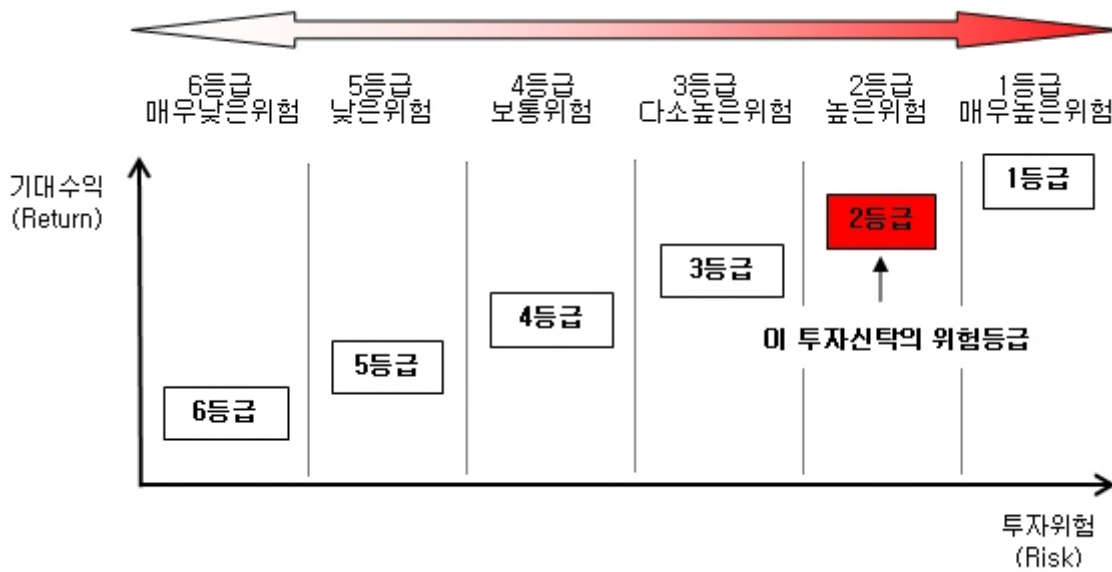 6등급
매우낮은위험
5등급
낮은위험
4등급
보통위험
3등급
다소높은위험
2등급
높은위험
1등급
매우높은위험
기대수익
(Return)
1등급
2등급
3등급
4등급
이 투자신탁의 위험등급
5등급
6등급
투자위험
(Risk)